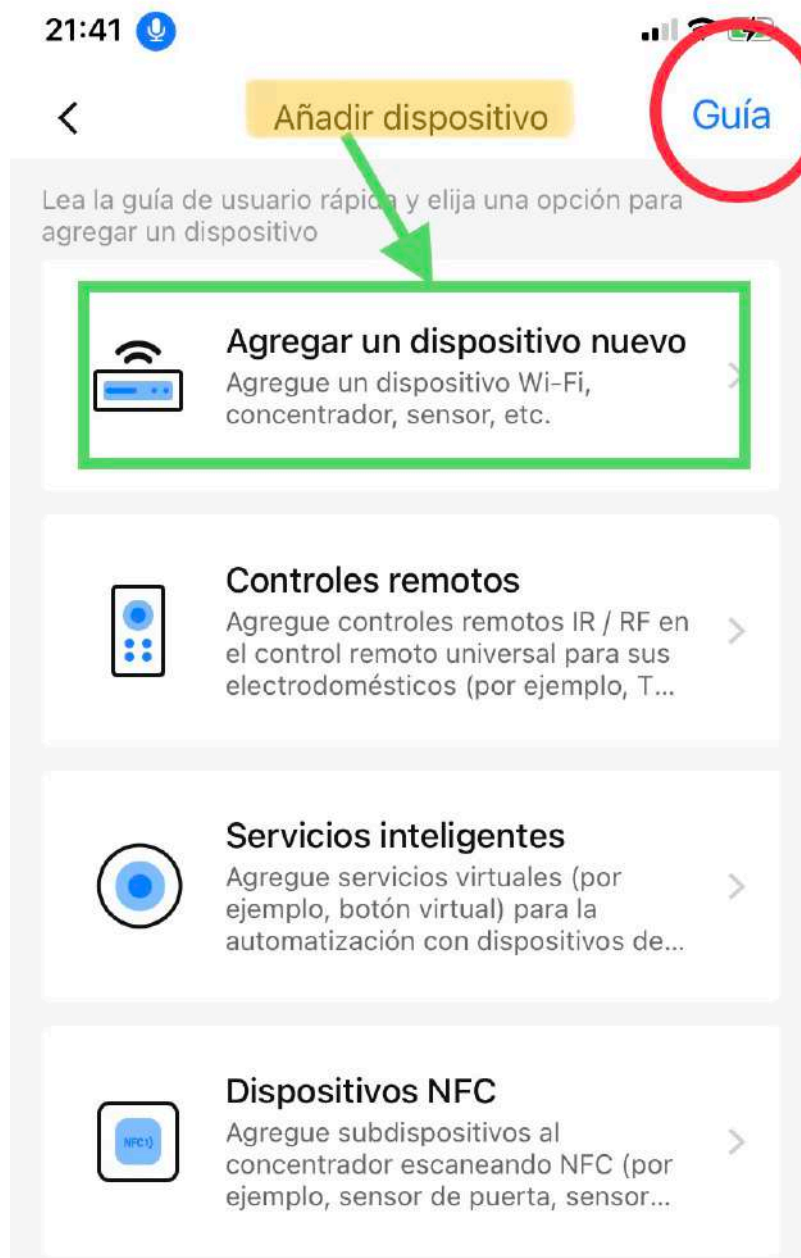 21:41
Añadir dispositivo
Guía
Lea la guía de usuario rápida y elija una opción para
agregar un dispositivo
Agregar un dispositivo nuevo
Agregue un dispositivo Wi-Fi,
concentrador, sensor, etc.
Controles remotos
Agregue controles remotos IR / RF en
el control remoto universal para sus
electrodomésticos (por ejemplo, T...
Servicios inteligentes
Agregue servicios virtuales (por
ejemplo, botón virtual) para la
automatización con dispositivos de...
Dispositivos NFC
NFC
Agregue subdispositivos al
concentrador escaneando NFC (por
ejemplo, sensor de puerta, sensor...